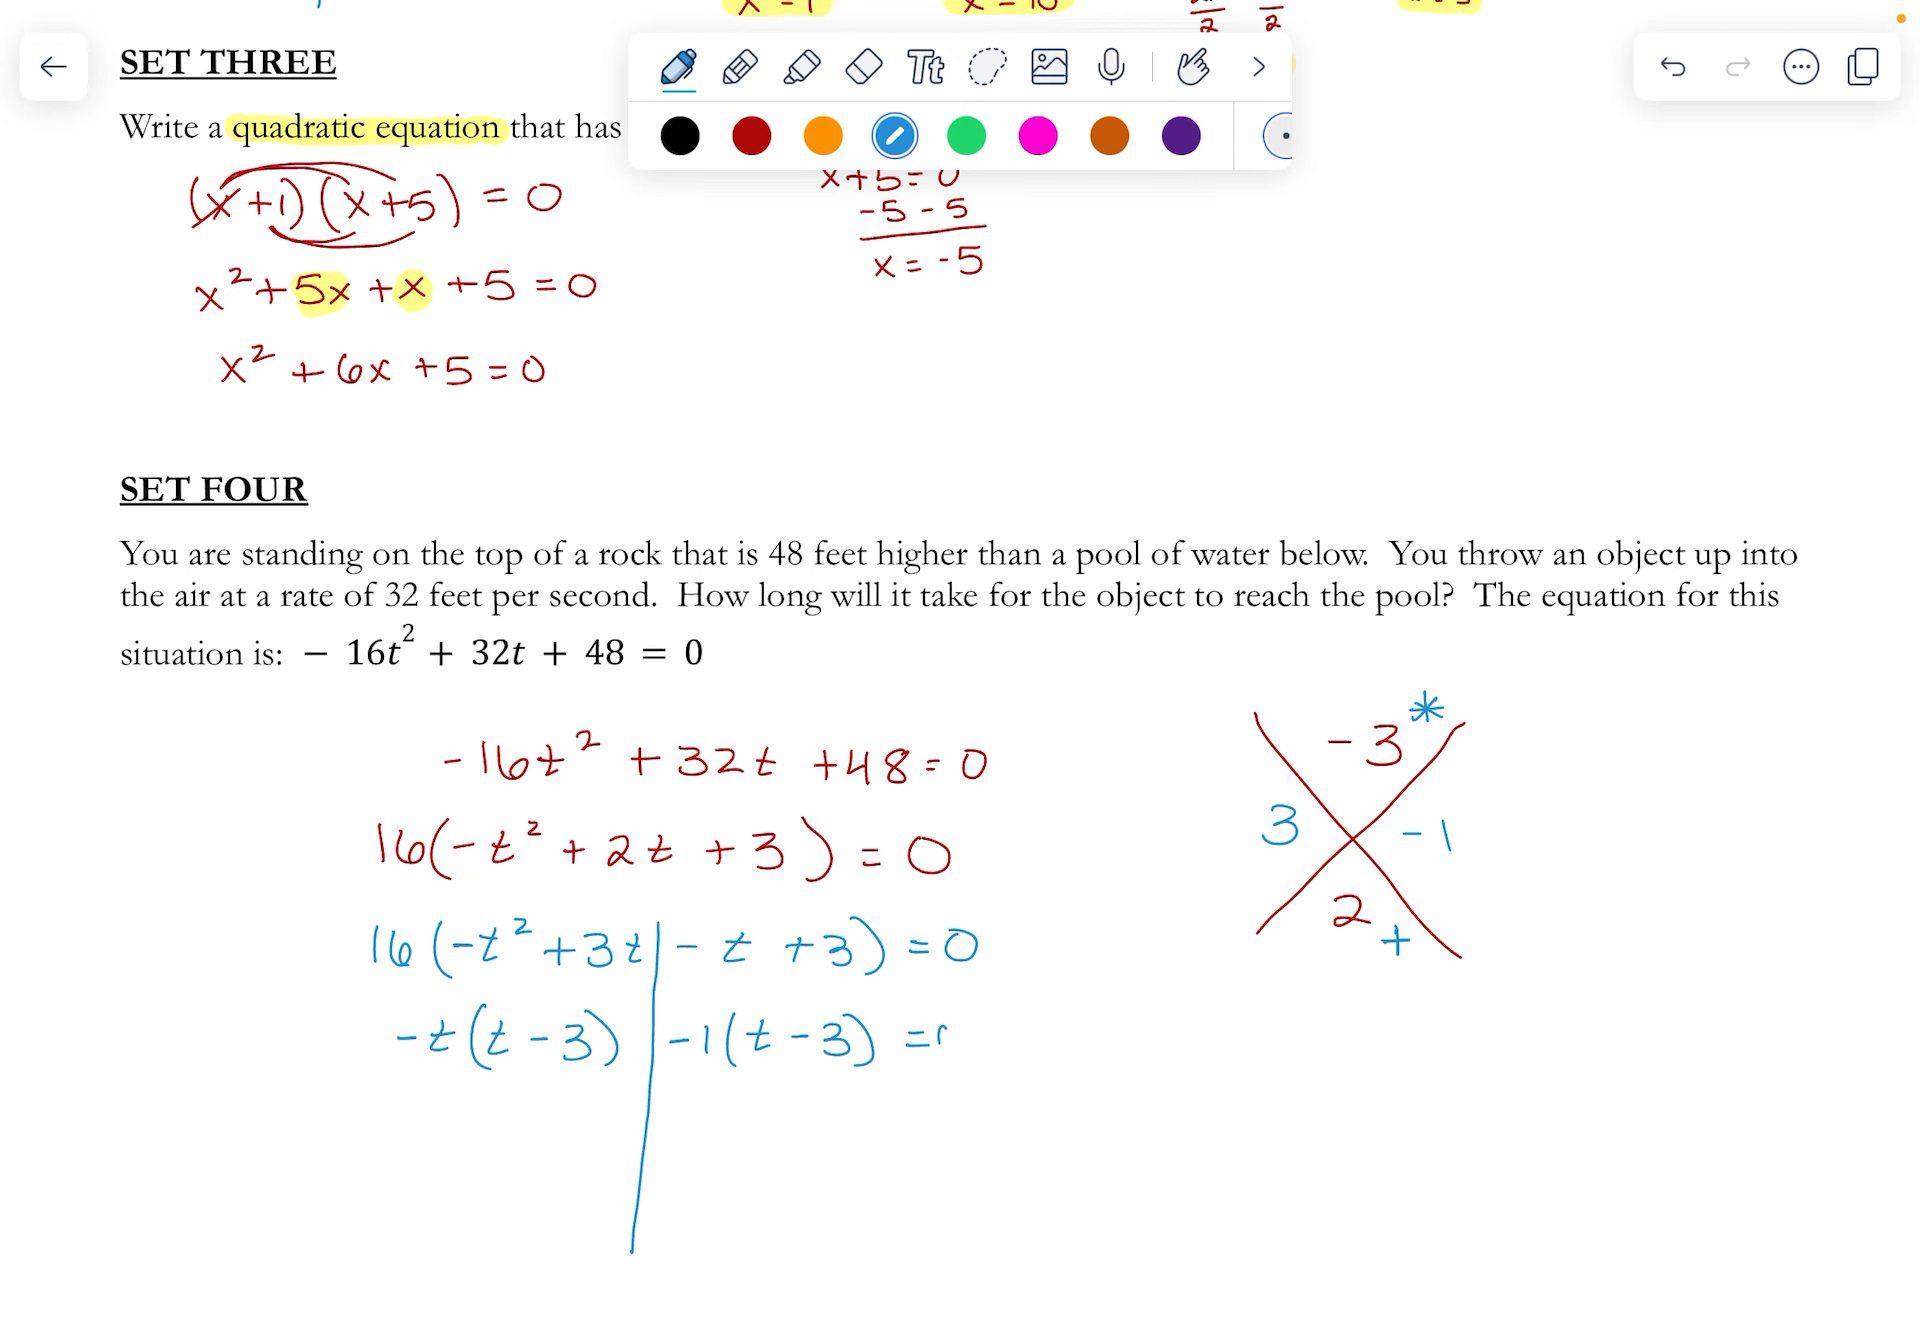 SET THREE
Tt
Write a quadratic equation that has
(x+1)(x+5) = 0
x+5=0
-5 -5
x = -5
x² + 5x + x + 5 = 0
x² + 6x + 5 = 0
SET FOUR
You are standing on the top of a rock that is 48 feet higher than a pool of water below. You throw an object up into
the air at a rate of 32 feet per second. How long will it take for the object to reach the pool? The equation for this
situation is: − 16t² + 32t + 48 = 0
-16t² + 32t + 48 = 0
16(-t² + 2t + 3) = 0
16(-t² + 3t | - t + 3) = 0
-t(t - 3) | -1(t - 3) =
-3 *
3 -1
2 +